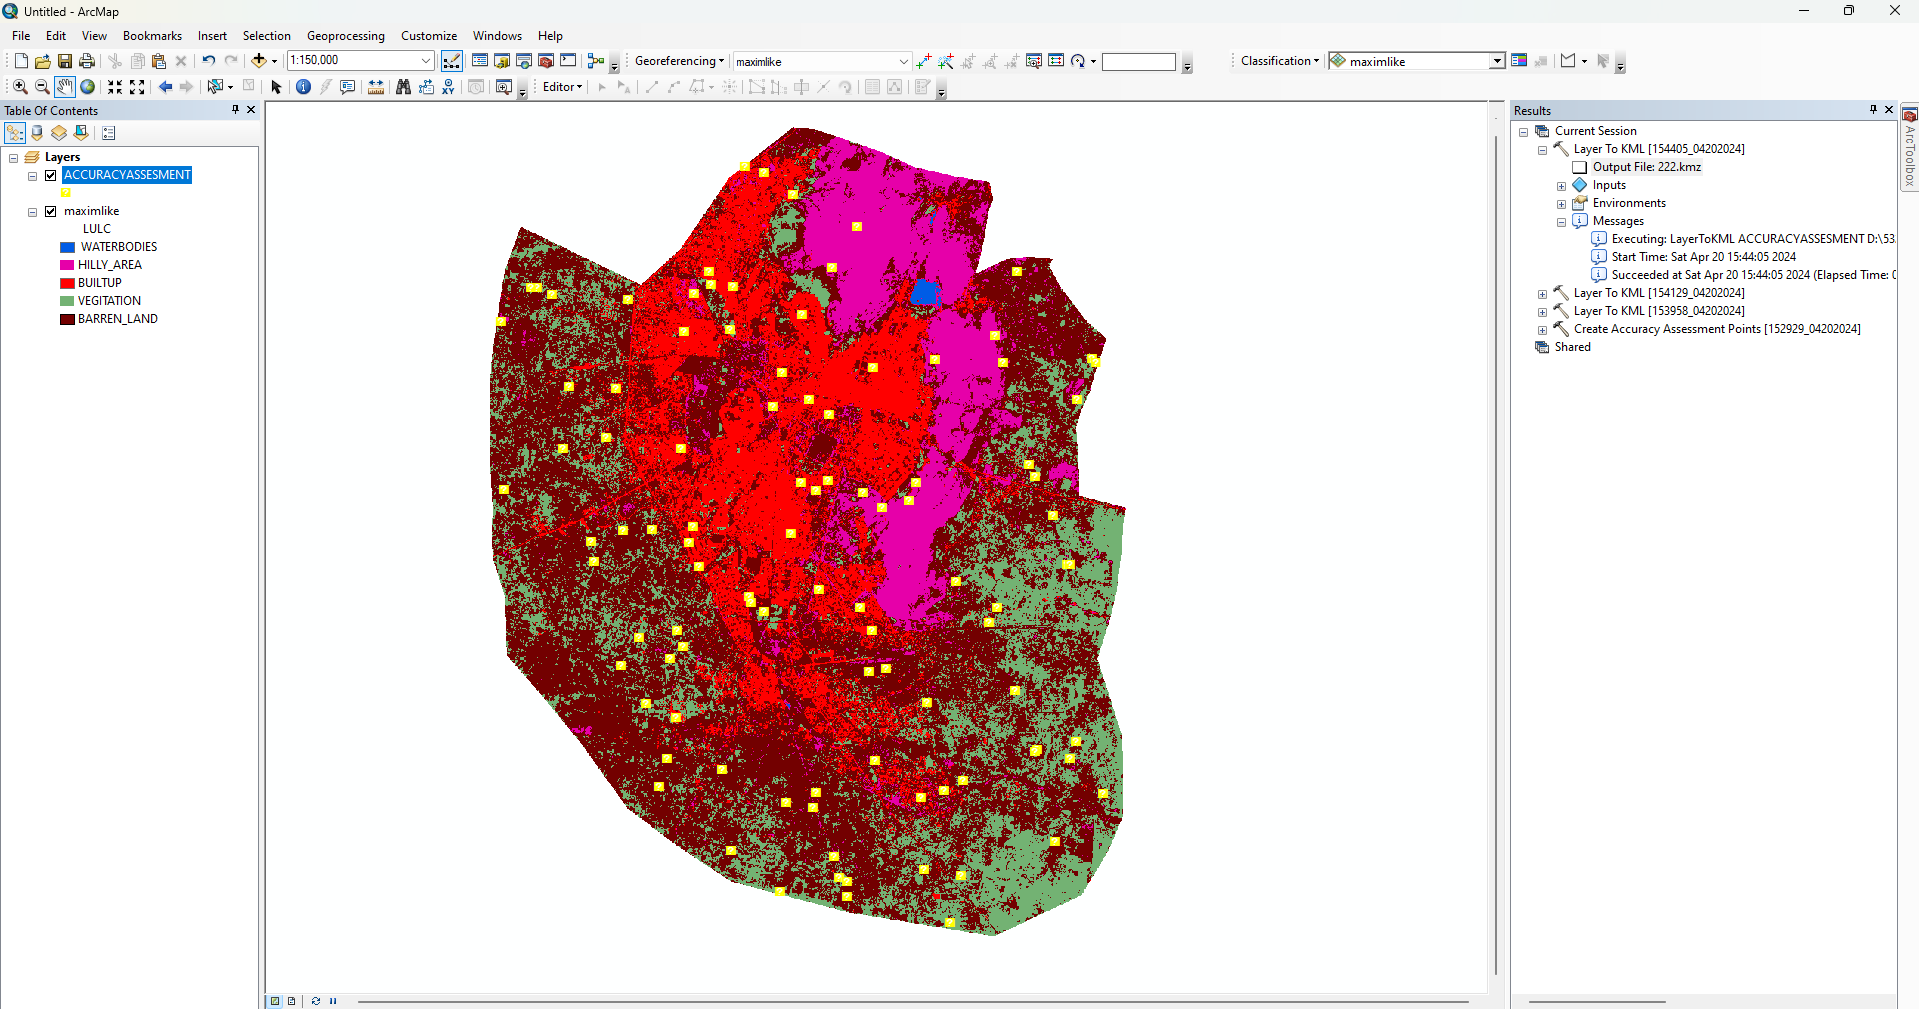 Untitled - ArcMap
File Edit View Bookmarks Insert Selection Geoprocessing Customize Windows Help
1:150,000
Georeferencing
maximlike
Classification
maximlike
Editor
Table Of Contents
Layers
ACCURACYASSESMENT
maximlike
LULC
WATERBODIES
HILLY_AREA
BUILTUP
VEGITATION
BARREN_LAND
Results
Current Session
Layer To KML [154405_04202024]
Output File: 222.kmz
Inputs
Environments
Messages
Executing: LayerToKML ACCURACYASSESMENT D:\53
Start Time: Sat Apr 20 15:44:05 2024
Succeeded at Sat Apr 20 15:44:05 2024 (Elapsed Time: 0
Layer To KML [154129_04202024]
Layer To KML [153958_04202024]
Create Accuracy Assessment Points [152929_04202024]
Shared
ArcToolbox